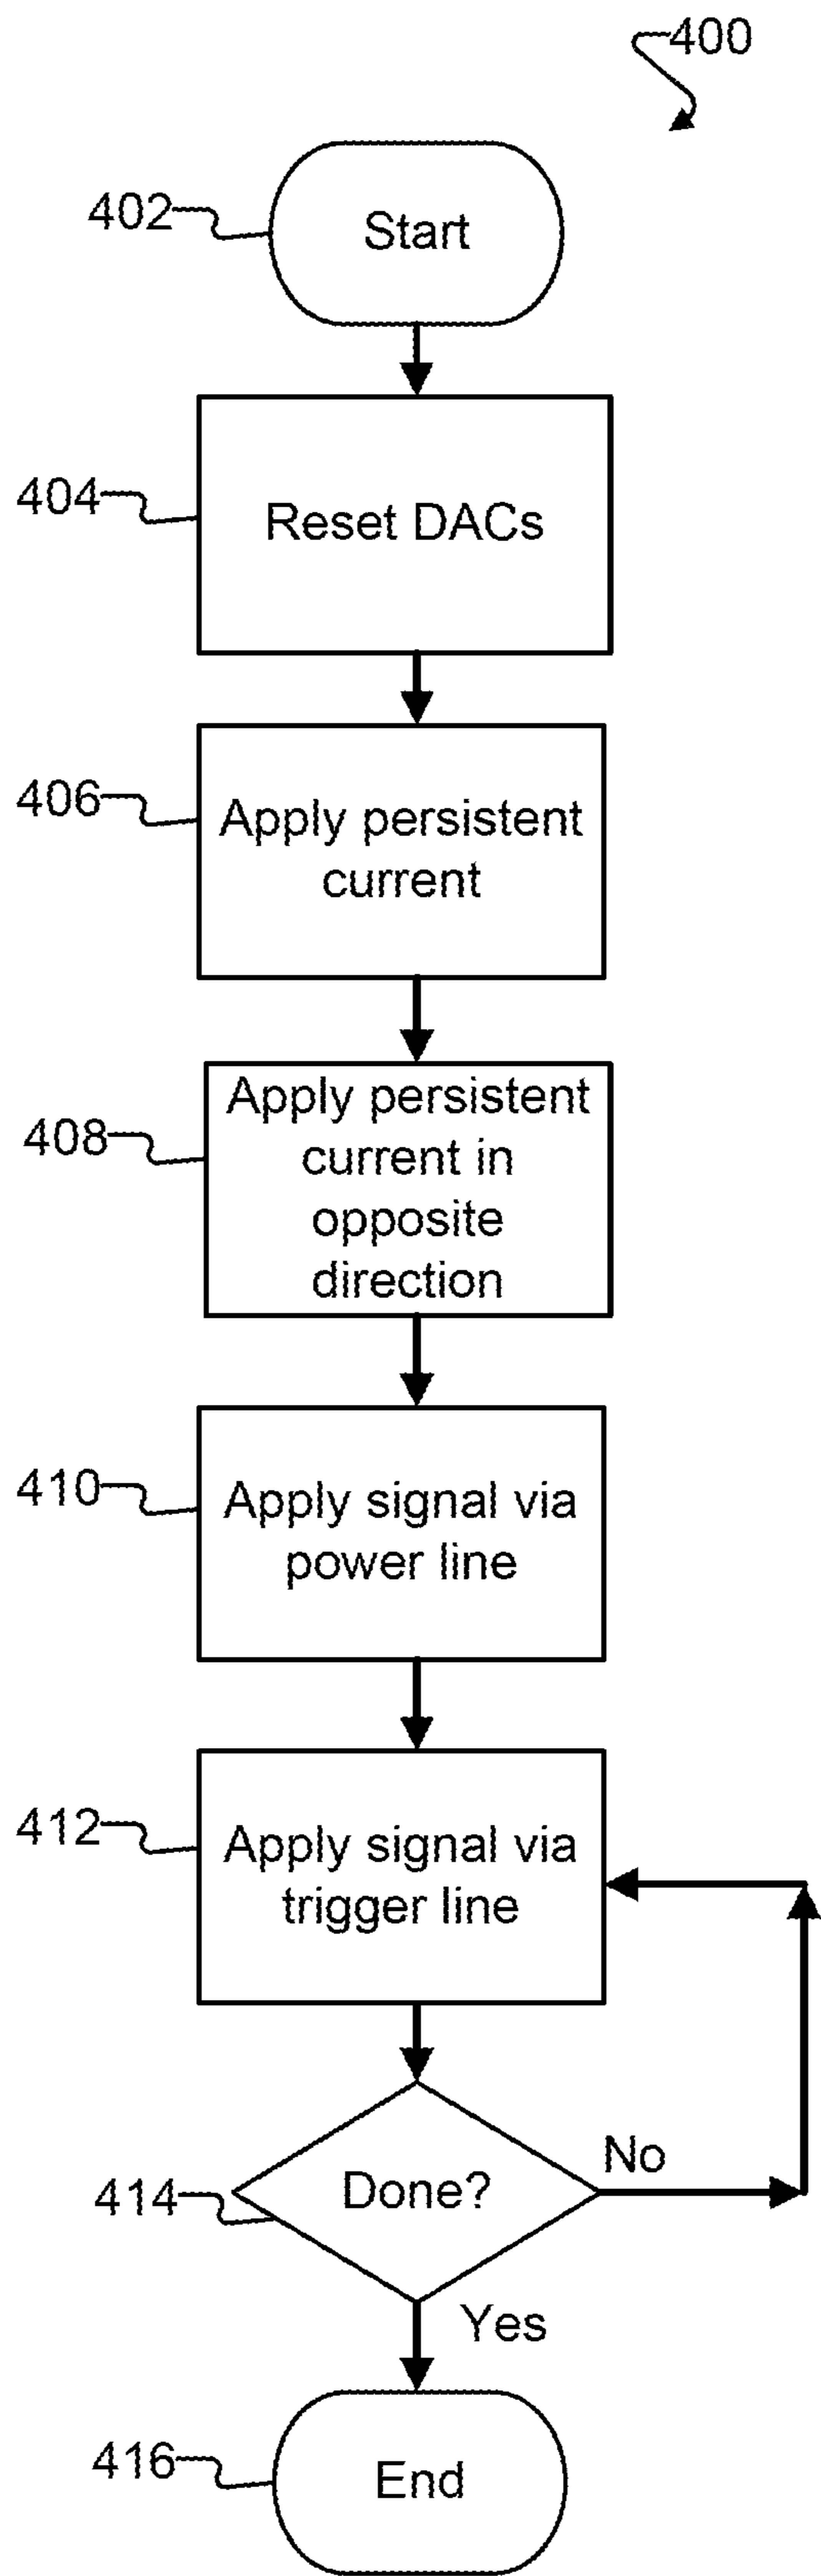 400
402
Start
404
Reset DACs
406
Apply persistent
current
408
Apply persistent
current in
opposite
direction
410
Apply signal via
power line
412
Apply signal via
trigger line
414
Done?
No
Yes
416
End